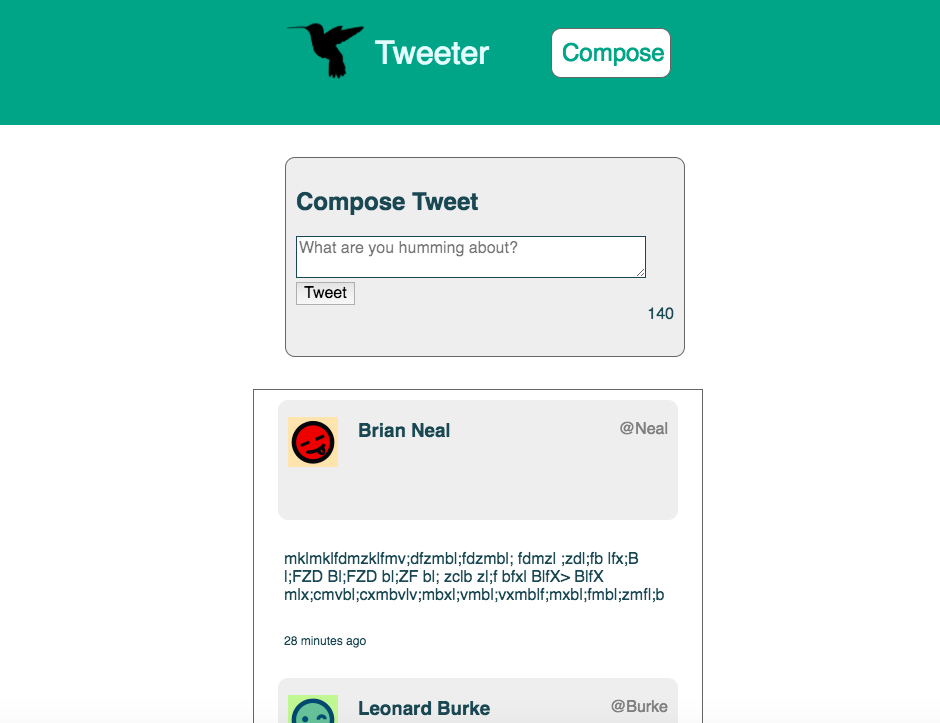 Tweeter
Compose
Compose Tweet
What are you humming about?
Tweet
140
Brian Neal
@Neal
mklmklfdmzklfmv;dfzmbl;fdzmbl; fdmzl ;zdl;fb lfx;B
l;FZD Bl;FZD bl;ZF bl; zclb zl;f bfxl BlfX> BlfX
mlx;cmvbl;cxmbvlv;mbxl;vmbl;vxmblf;mxbl;fmbl;zmfl;b
28 minutes ago
Leonard Burke
@Burke